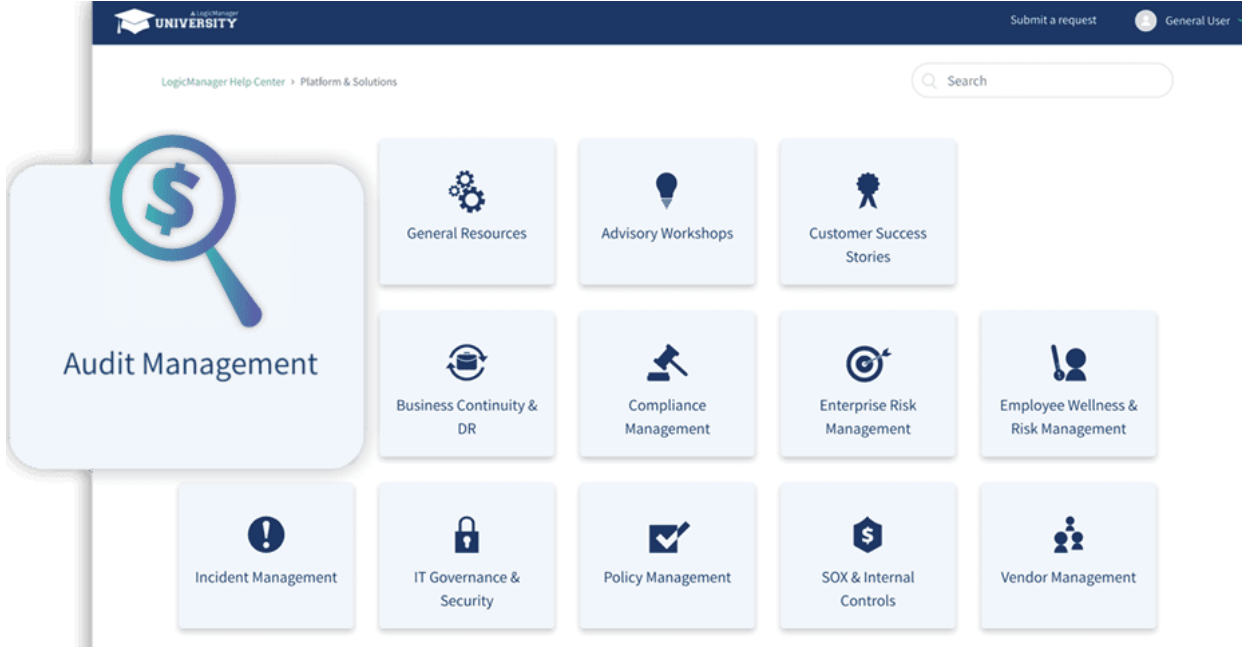 LogicManager
UNIVERSITY
Submit a request
General User
LogicManager Help Center › Platform & Solutions
Search
General Resources
Advisory Workshops
Customer Success
Stories
Audit Management
Business Continuity &
DR
Compliance
Management
Enterprise Risk
Management
Employee Wellness &
Risk Management
Incident Management
IT Governance &
Security
Policy Management
SOX & Internal
Controls
Vendor Management